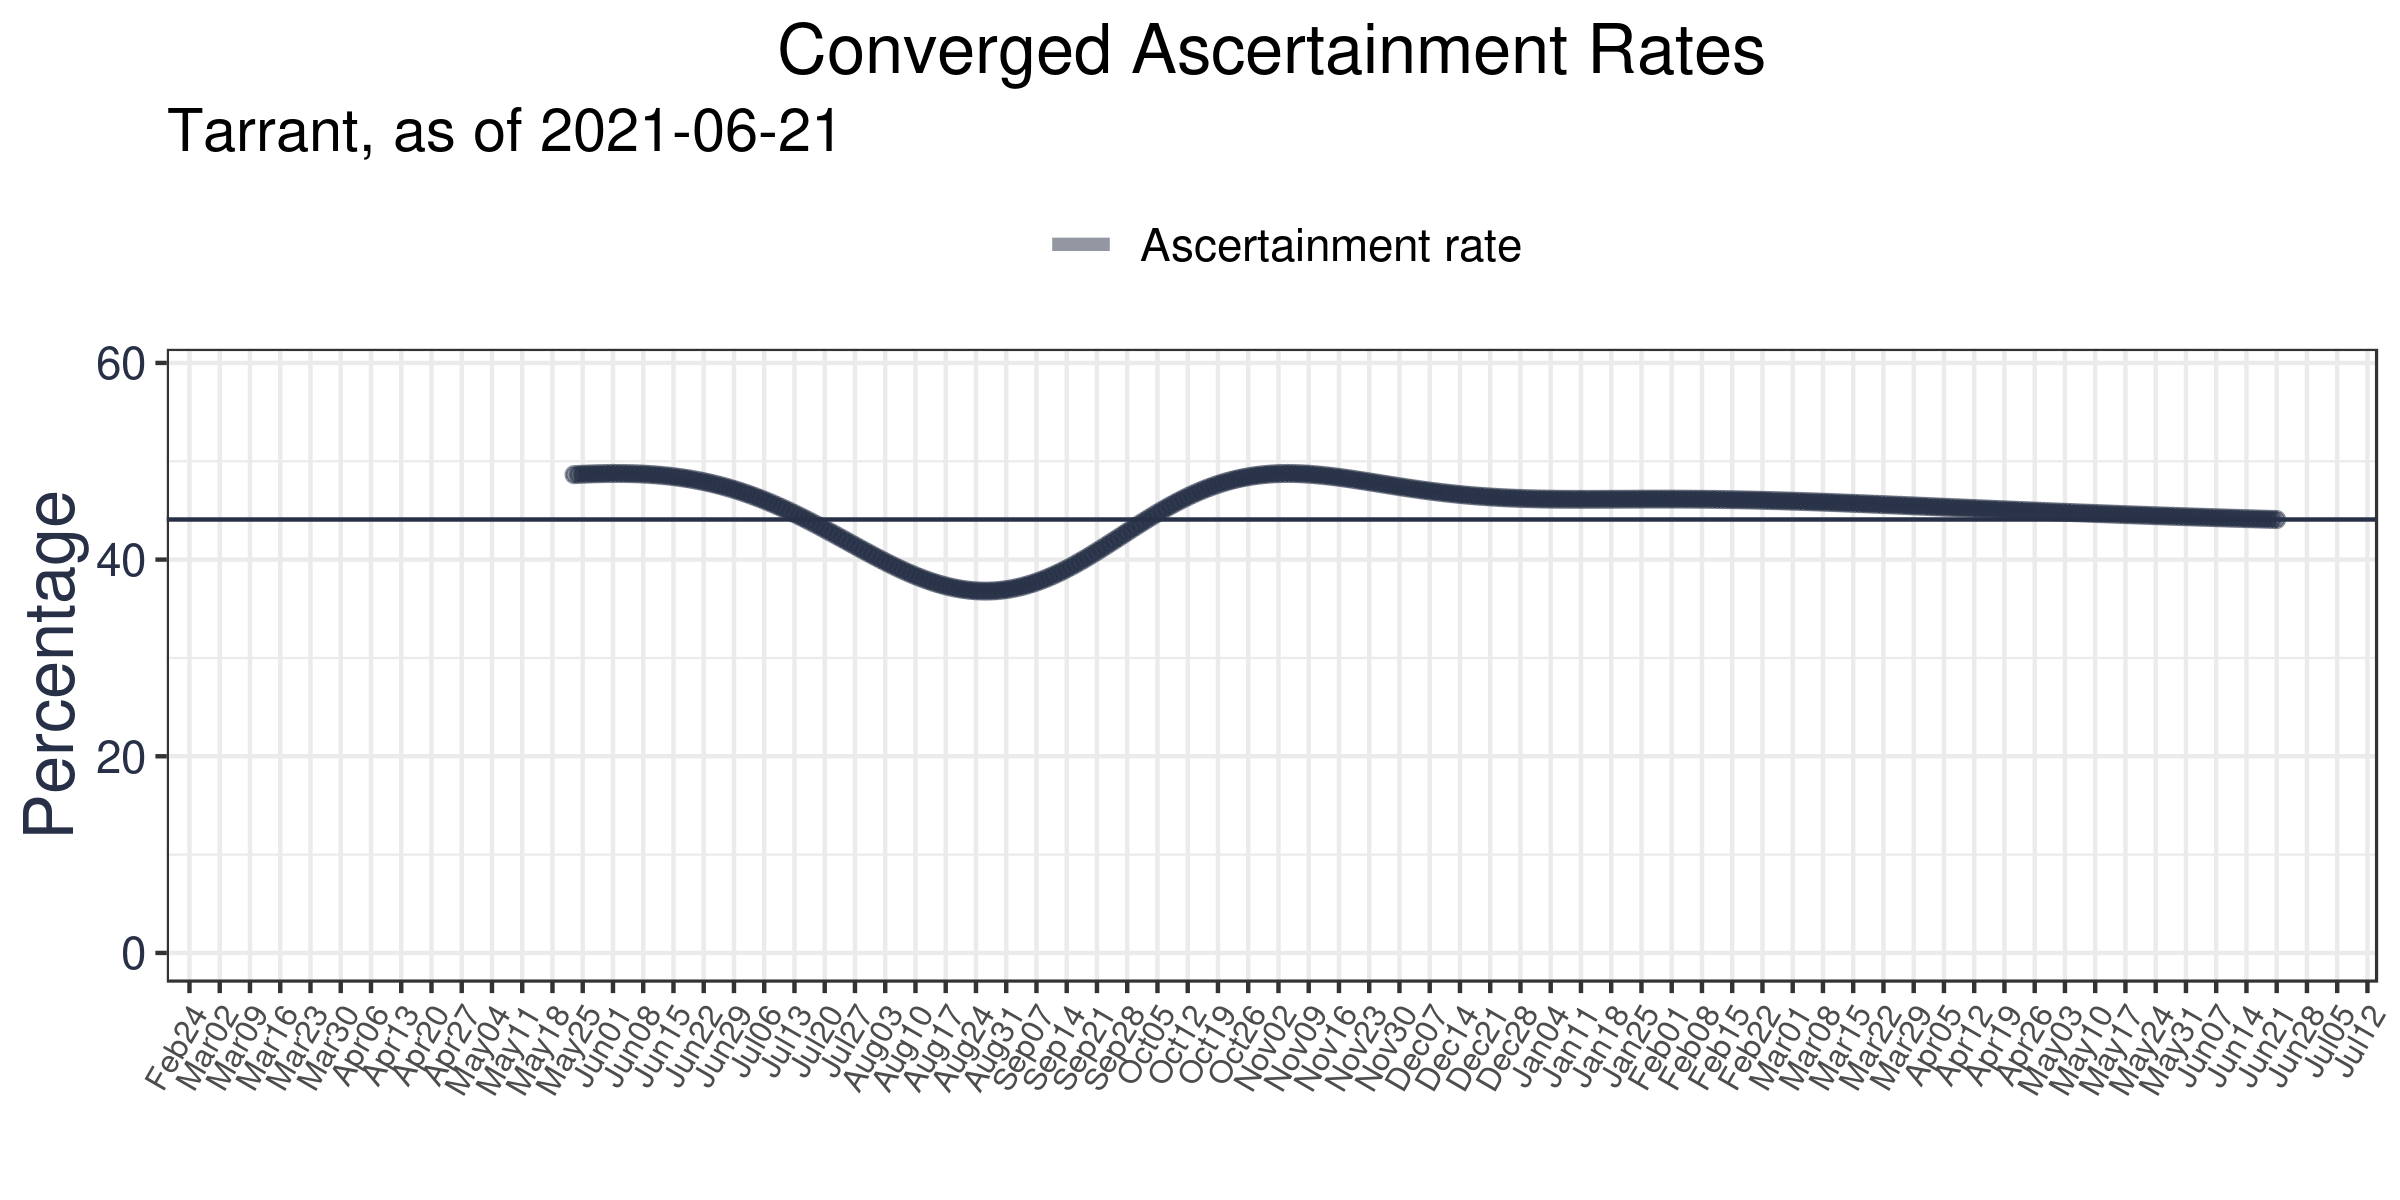 Converged Ascertainment Rates
Tarrant, as of 2021-06-21
Ascertainment rate
Percentage
60
40
20
0
Feb24 Mar02 Mar09 Mar16 Mar23 Mar30 Apr06 Apr13 Apr20 Apr27 May04 May11 May18 May25 Jun01 Jun08 Jun15 Jun22 Jun29 Jul06 Jul13 Jul20 Jul27 Aug03 Aug10 Aug17 Aug24 Aug31 Sep07 Sep14 Sep21 Sep28 Oct05 Oct12 Oct19 Oct26 Nov02 Nov09 Nov16 Nov23 Nov30 Dec07 Dec14 Dec21 Dec28 Jan04 Jan11 Jan18 Jan25 Feb01 Feb08 Feb15 Feb22 Mar01 Mar08 Mar15 Mar22 Mar29 Apr05 Apr12 Apr19 Apr26 May03 May10 May17 May24 May31 Jun07 Jun14 Jun21 Jun28 Jul05 Jul12